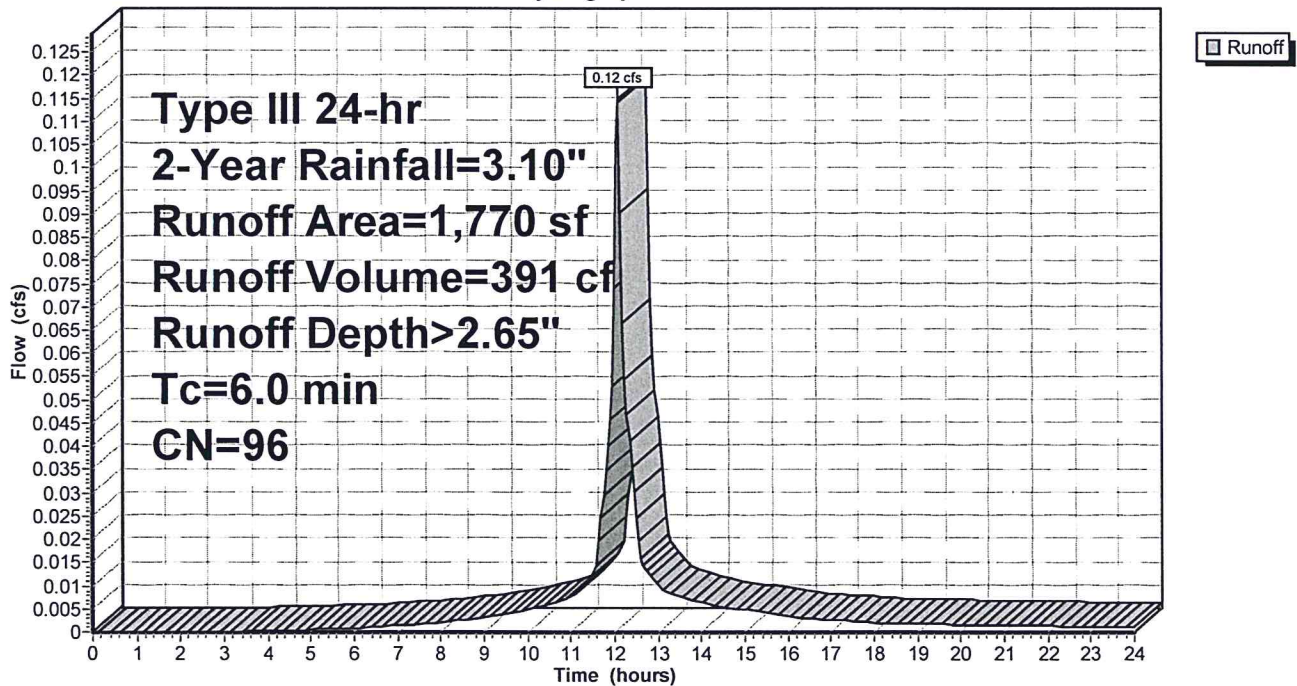 Runoff
0.12 cfs
Type III 24-hr
2-Year Rainfall=3.10"
Runoff Area=1,770 sf
Runoff Volume=391 cf
Runoff Depth>2.65"
Tc=6.0 min
CN=96
Flow (cfs)
0.125
0.12
0.115
0.11
0.105
0.1
0.095
0.09
0.085
0.08
0.075
0.07
0.065
0.06
0.055
0.05
0.045
0.04
0.035
0.03
0.025
0.02
0.015
0.01
0.005
0
0 1 2 3 4 5 6 7 8 9 10 11 12 13 14 15 16 17 18 19 20 21 22 23 24
Time (hours)